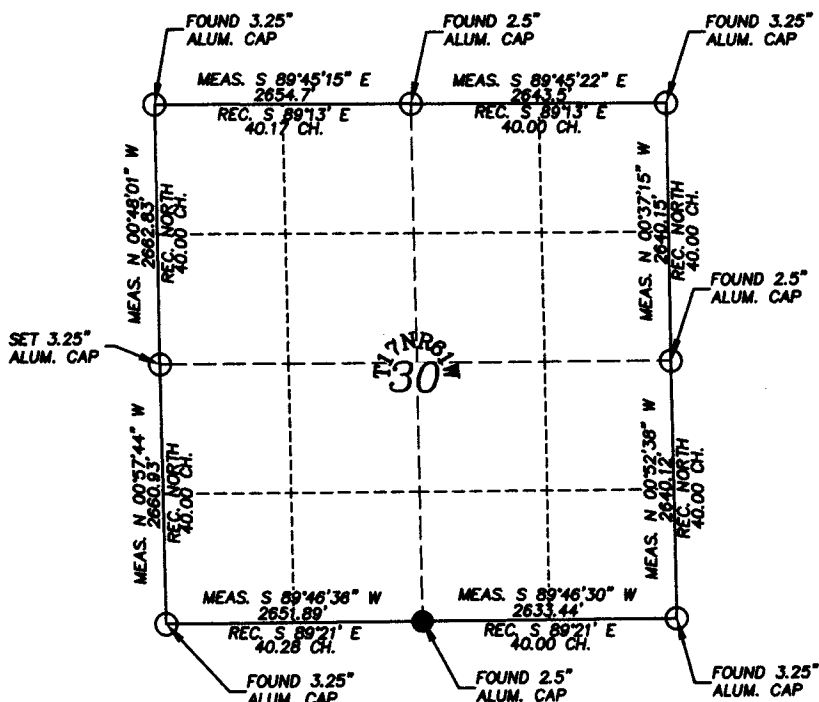 FOUND 3.25"
ALUM. CAP
FOUND 2.5"
ALUM. CAP
FOUND 3.25"
ALUM. CAP
MEAS. S 89°45'15" E
2654.7'
REC. S 89°13' E
40.17 CH.
MEAS. S 89°45'22" E
2643.5'
REC. S 89°13' E
40.00 CH.
MEAS. N 00°48'01" W
2662.83'
REC. NORTH
40.00 CH.
MEAS. N 00°37'15" W
2640.15'
REC. NORTH
40.00 CH.
FOUND 2.5"
ALUM. CAP
SET 3.25"
ALUM. CAP
T17NR61W
30
MEAS. N 00°57'44" W
2660.93'
REC. NORTH
40.00 CH.
MEAS. N 00°52'38" W
2640.12'
REC. NORTH
40.00 CH.
MEAS. S 89°46'36" W
2651.89'
REC. S 89°21' E
40.28 CH.
MEAS. S 89°46'30" W
2633.44'
REC. S 89°21' E
40.00 CH.
FOUND 3.25"
ALUM. CAP
FOUND 2.5"
ALUM. CAP
FOUND 3.25"
ALUM. CAP